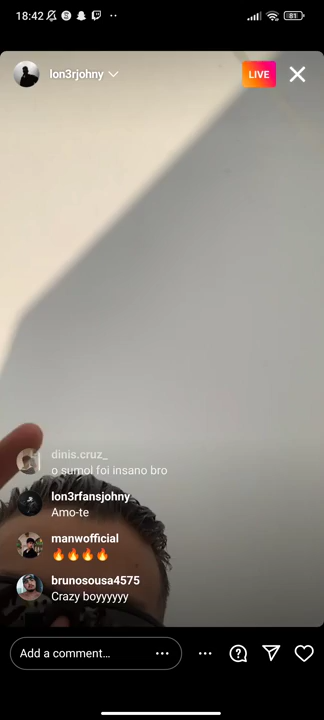 18:42
81
lon3rjohny
LIVE
dinis.cruz_
o sumol foi insano bro
lon3rfansjohny
Amo-te
manwofficial
🔥🔥🔥🔥
brunosousa4575
Crazy boyyyyyy
Add a comment...